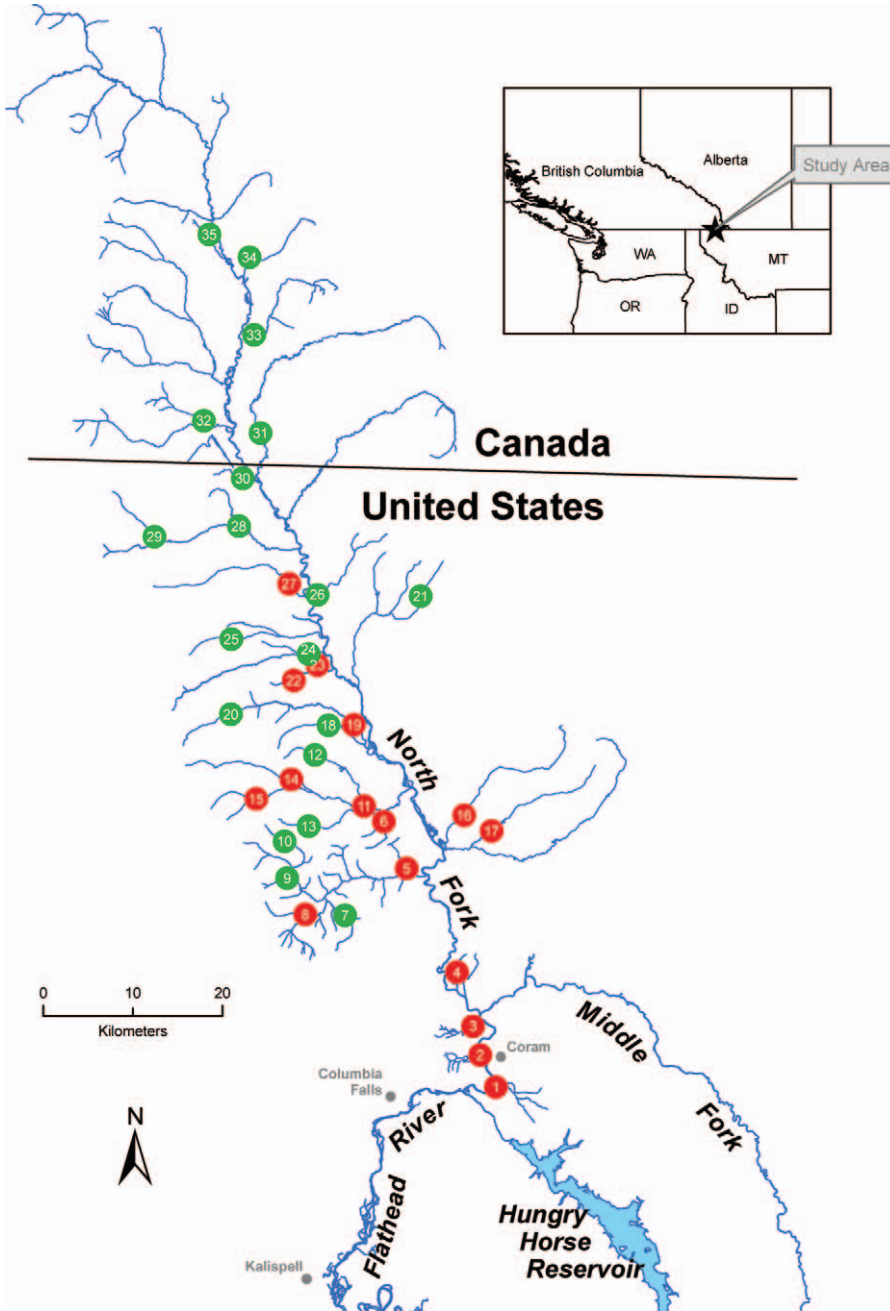 British Columbia
Alberta
Study Area
WA
MT
OR
ID
35
34
33
32
31
Canada
30
United States
28
29
27
26
21
25
24
23
22
20
18
19
North
12
14
15
11
16
6
17
13
10
5
9
Fork
8
7
4
0 10 20
Kilometers
3
Middle
2
Coram
Columbia
Falls
1
River
Fork
N
Flathead
Hungry
Horse
Reservoir
Kalispell